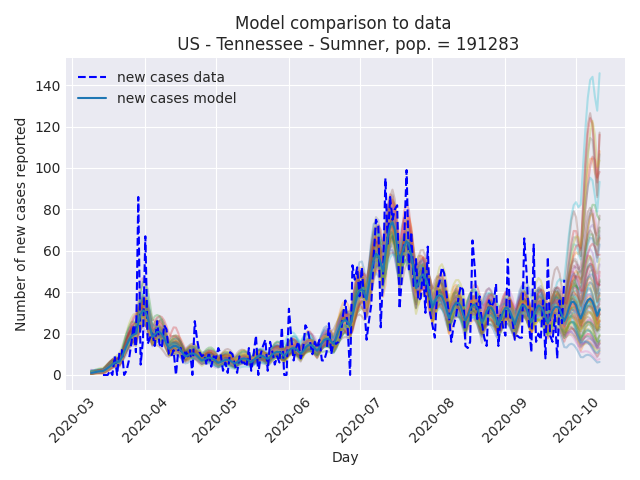 Model comparison to data
US - Tennessee - Sumner, pop. = 191283
new cases data
new cases model
Number of new cases reported
140
120
100
80
60
40
20
0
2020-03
2020-04
2020-05
2020-06
2020-07
2020-08
2020-09
2020-10
Day